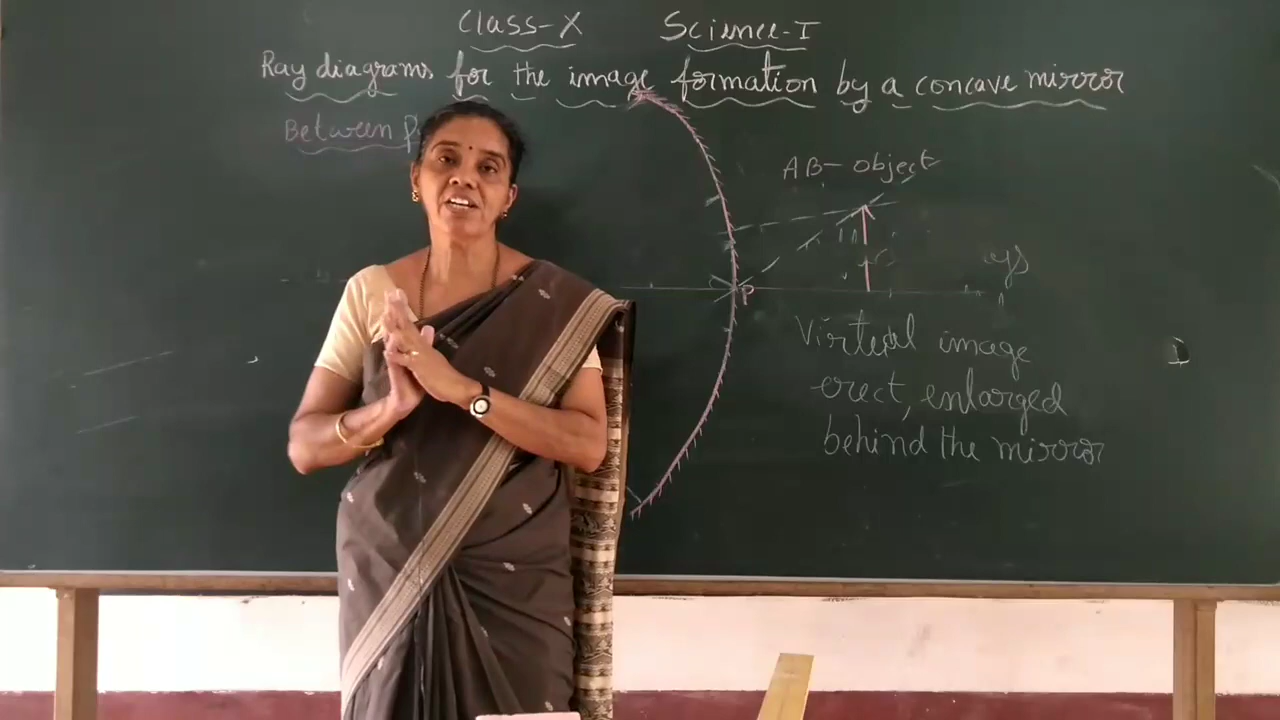 Class-X Science-I
Ray diagrams for the image formation by a concave mirror
Between P
AB- object
P
Virtual image
erect, enlarged
behind the mirror